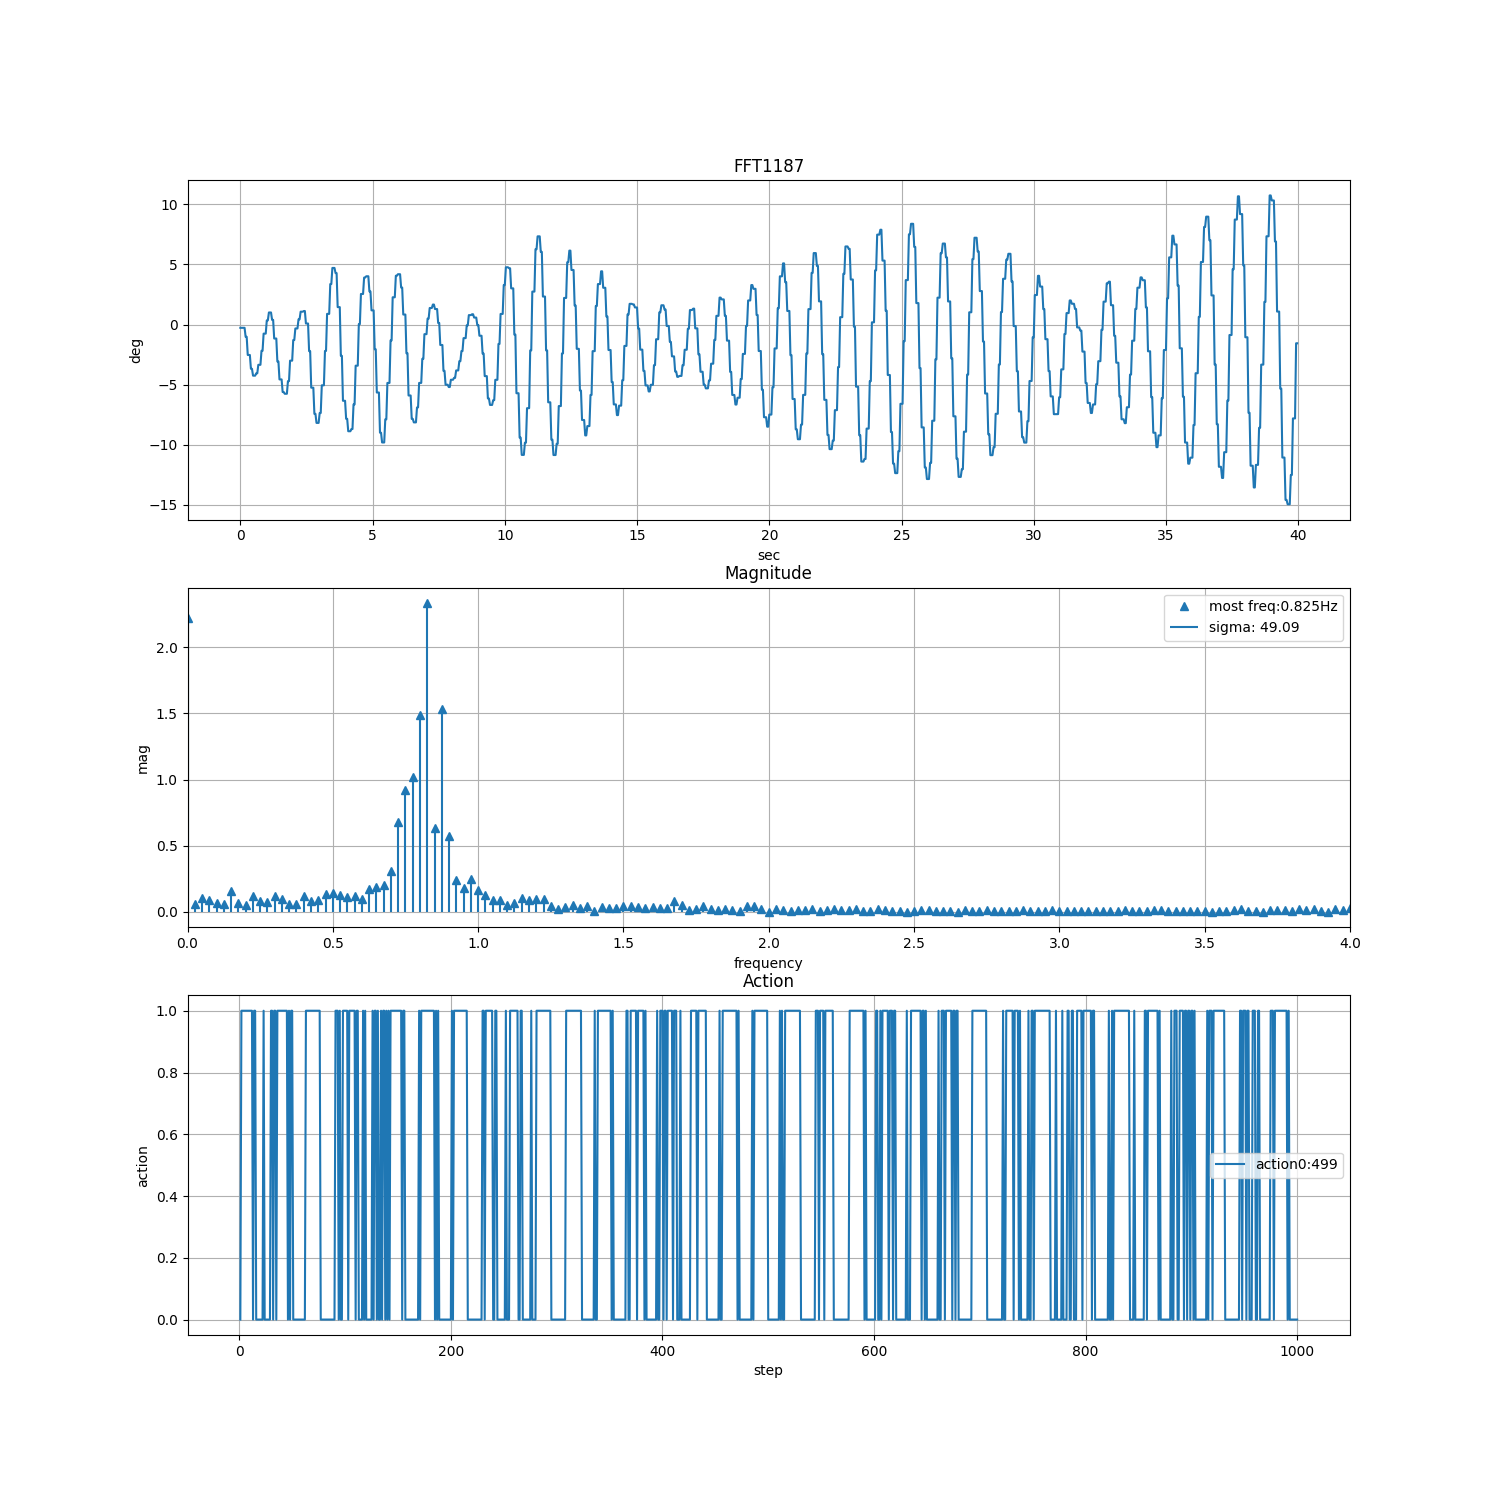 FFT1187
10
5
0
−5
−10
−15
deg
0 5 10 15 20 25 30 35 40
sec
Magnitude
most freq:0.825Hz
sigma: 49.09
2.0
1.5
1.0
0.5
0.0
mag
0.0 0.5 1.0 1.5 2.0 2.5 3.0 3.5 4.0
frequency
Action
1.0
0.8
0.6
0.4
0.2
0.0
action
action0:499
0 200 400 600 800 1000
step